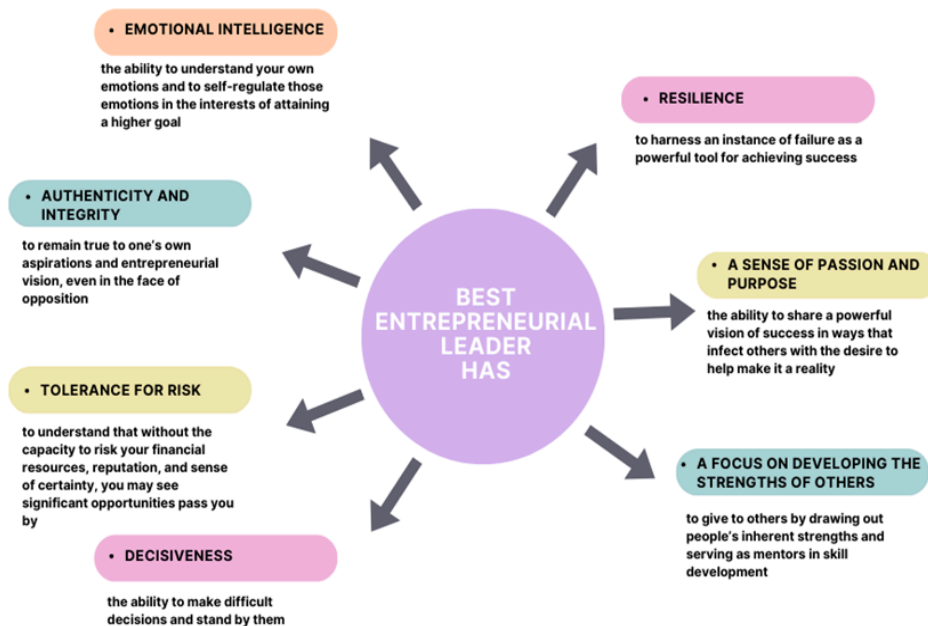 • EMOTIONAL INTELLIGENCE
the ability to understand your own
emotions and to self-regulate those
emotions in the interests of attaining
a higher goal
• AUTHENTICITY AND
INTEGRITY
to remain true to one's own
aspirations and entrepreneurial
vision, even in the face of
opposition
• TOLERANCE FOR RISK
to understand that without the
capacity to risk your financial
resources, reputation, and sense
of certainty, you may see
significant opportunities pass you
by
• DECISIVENESS
the ability to make difficult
decisions and stand by them
BEST
ENTREPRENEURIAL
LEADER
HAS
• RESILIENCE
to harness an instance of failure as a
powerful tool for achieving success
• A SENSE OF PASSION AND
PURPOSE
the ability to share a powerful
vision of success in ways that
infect others with the desire to
help make it a reality
• A FOCUS ON DEVELOPING THE
STRENGTHS OF OTHERS
to give to others by drawing out
people's inherent strengths and
serving as mentors in skill
development